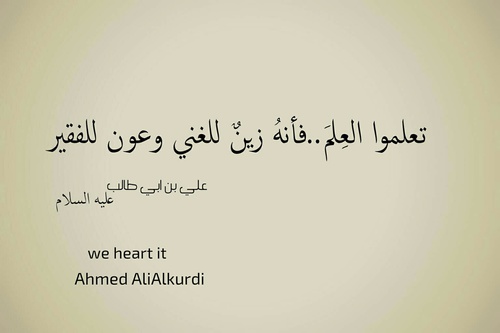 تعلموا العِلمَ..فأنهُ زينٌ للغني وعون للفقير
علي بن ابي طالب
عليه السلام
we heart it
Ahmed AliAlkurdi